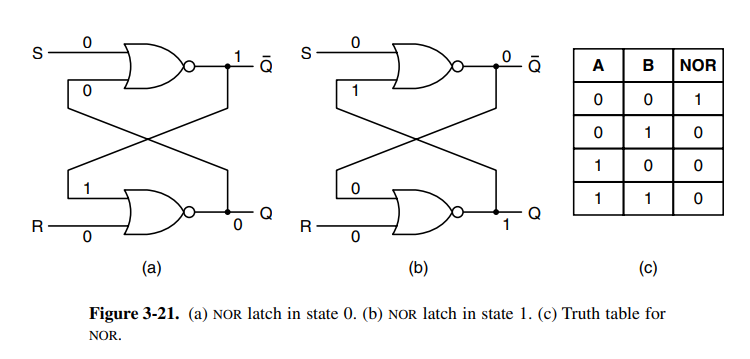 S 0 1 Q̄
0
1
R 0 0 Q
(a)
S 0 0 Q̄
1
0
R 0 1 Q
(b)
A B NOR
0 0 1
0 1 0
1 0 0
1 1 0
(c)
Figure 3-21. (a) NOR latch in state 0. (b) NOR latch in state 1. (c) Truth table for
NOR.